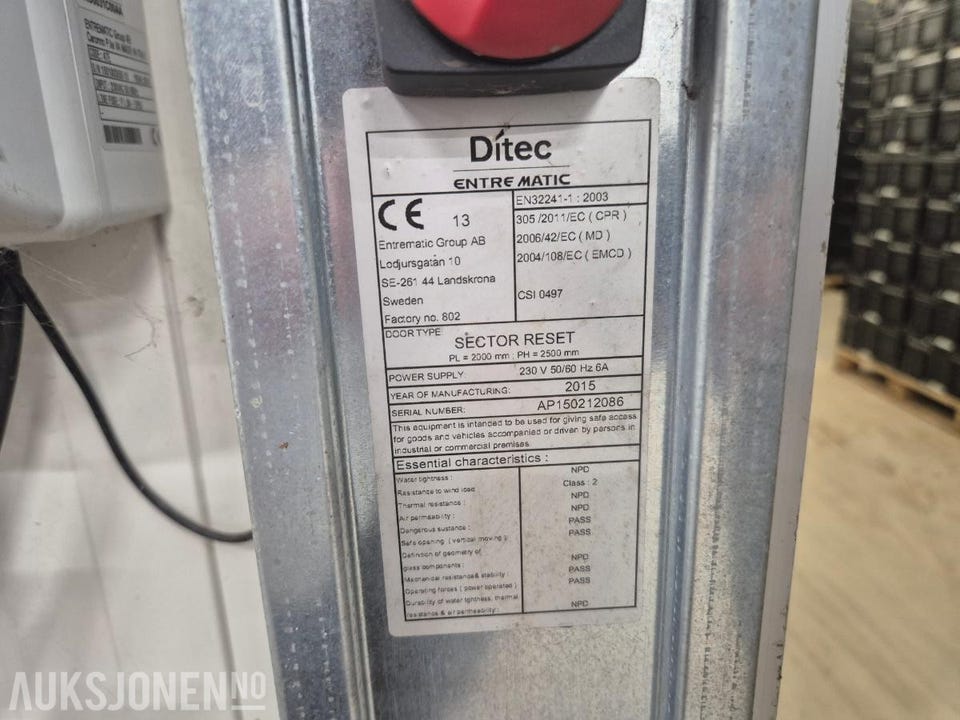 ENTREMATIC Group AB
Ditec
ENTRE MATIC
CE 13
Entrematic Group AB
Lodjursgatan 10
SE-261 44 Landskrona
Sweden
Factory no. 802
EN32241-1 : 2003
305 /2011/EC ( CPR )
2006/42/EC ( MD )
2004/108/EC ( EMCD )
CSI 0497
DOOR TYPE
SECTOR RESET
PL = 2000 mm ; PH = 2500 mm
POWER SUPPLY: 230 V 50/60 Hz 6A
YEAR OF MANUFACTURING: 2015
SERIAL NUMBER: AP150212086
This equipment is intended to be used for giving safe access
for goods and vehicles accompanied or driven by persons in
industrial or commercial premises
Essential characteristics :
Water tightness : NPD
Resistance to wind load Class : 2
Thermal resistance : NPD
Air permeability : NPD
Dangerous sustance : PASS
Safe opening ( vertical moving ) : PASS
Definition of geometry of
glass components : NPD
Mechanical resistance& stability : PASS
Operating forces ( power operated ) PASS
Durability of water tightness, thermal
resistance & air permeability : NPD
AUKSJONEN.NO